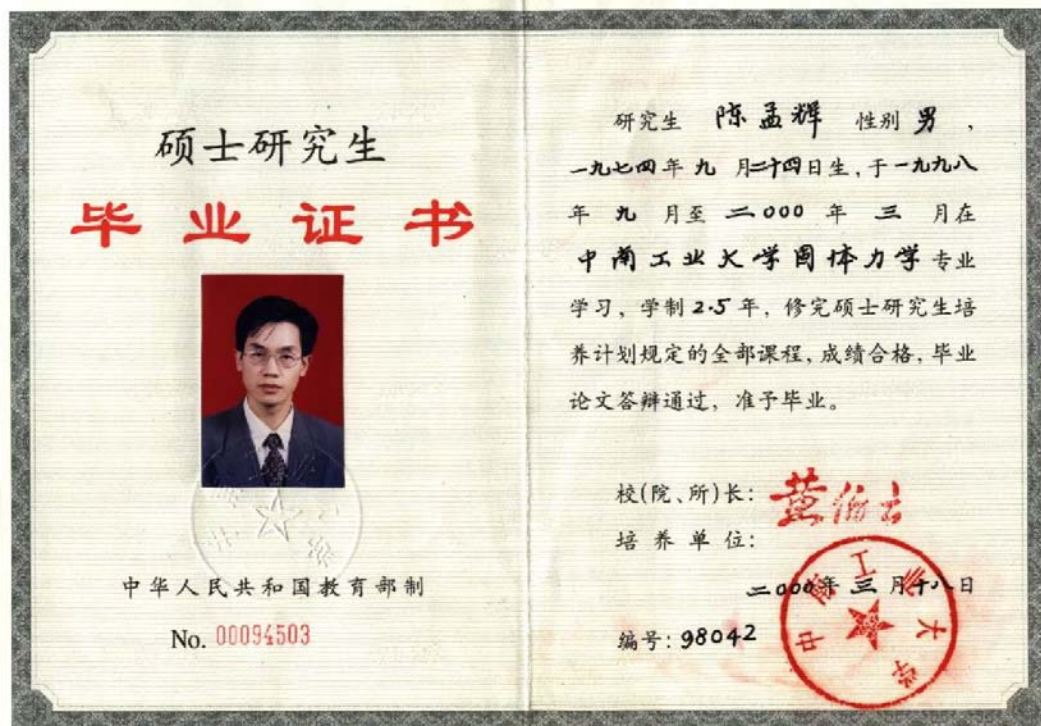 硕士研究生
毕业证书
中华人民共和国教育部制
No. 00094503
研究生 陈孟辉 性别 男，
一九七四年 九 月二十四日生，于一九九八
年 九 月至 二000 年 三 月在
中南工业大学固体力学专业
学习，学制 2.5 年，修完硕士研究生培
养计划规定的全部课程，成绩合格，毕业
论文答辩通过，准予毕业。
校(院、所)长：
培养单位：
二000年 三 月十八日
编号：98042
中南工业大学